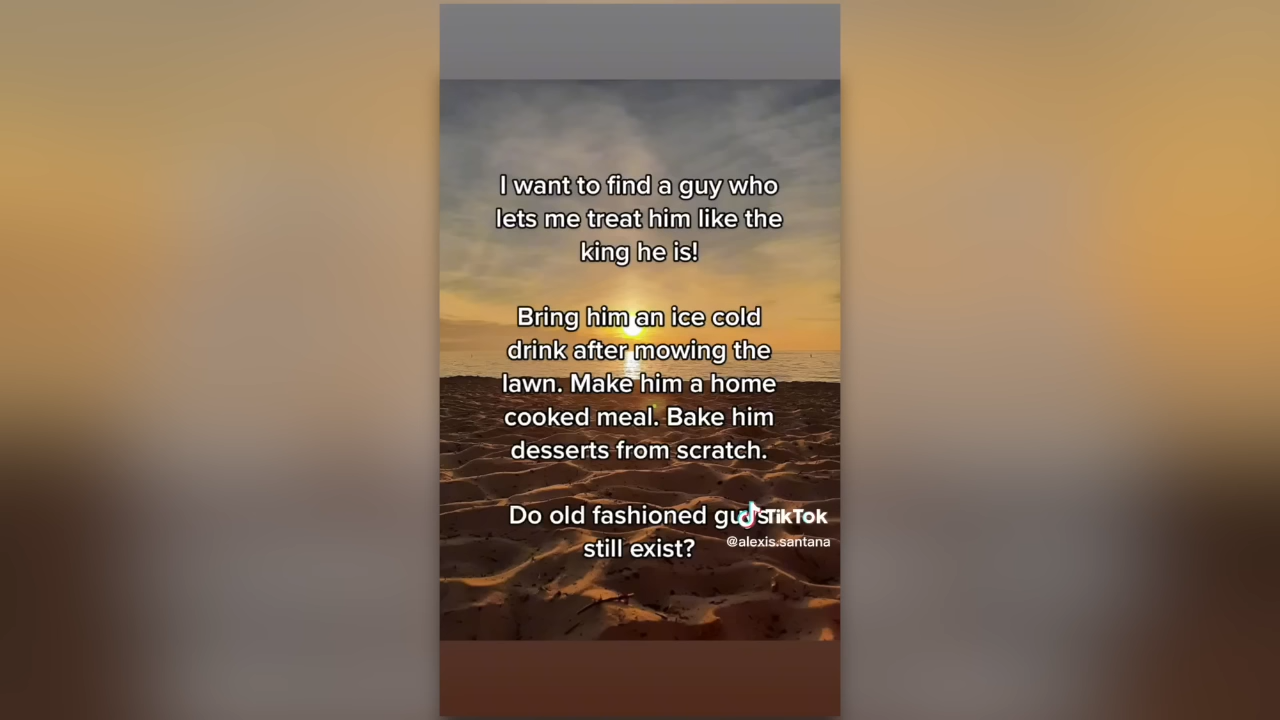 I want to find a guy who
lets me treat him like the
king he is!
Bring him an ice cold
drink after mowing the
lawn. Make him a home
cooked meal. Bake him
desserts from scratch.
Do old fashioned guys
still exist?
TikTok
@alexis.santana